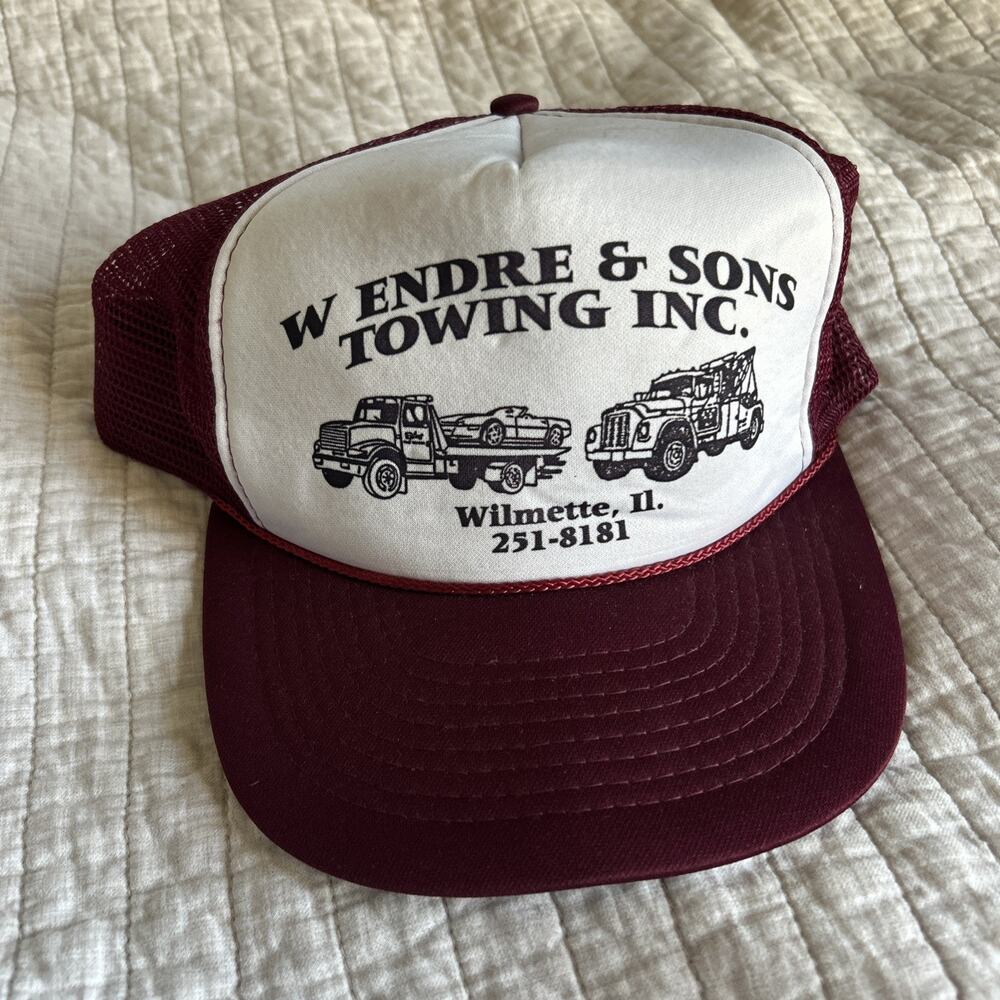 W ENDRE & SONS
TOWING INC.
Wilmette, Il.
251-8181